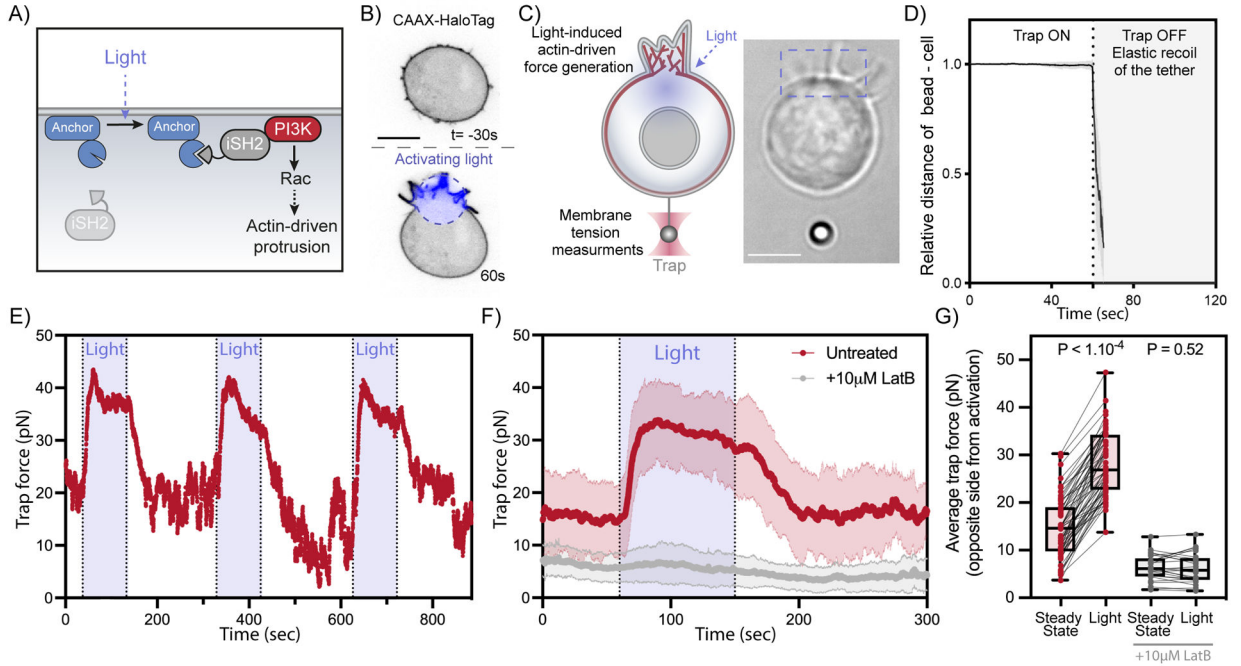 A)
Light
Anchor
Anchor
iSH2
PI3K
iSH2
Rac
Actin-driven
protrusion
B)
CAAX-HaloTag
t= -30s
Activating light
60s
C)
Light-induced
actin-driven
force generation
Light
Membrane
tension
measurments
Trap
D)
Relative distance of bead - cell
1.0
0.5
0.0
Trap ON
Trap OFF
Elastic recoil
of the tether
0
40
80
120
Time (sec)
E)
Trap force (pN)
50
40
30
20
10
0
Light
Light
Light
0
200
400
600
800
Time (sec)
F)
Trap force (pN)
50
40
30
20
10
0
Light
Untreated
+10μM LatB
0
100
200
300
Time (sec)
G)
Average trap force (pN)
(opposite side from activation)
50
40
30
20
10
0
P < 1.10-4
P = 0.52
Steady
State
Light
Steady
State
Light
+10μM LatB